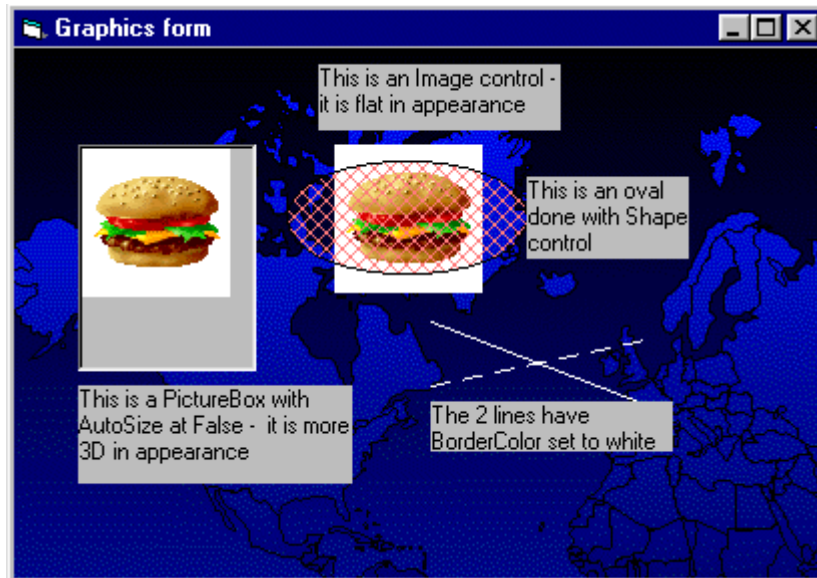 Graphics form
This is an Image control -
it is flat in appearance
This is an oval
done with Shape
control
This is a PictureBox with
AutoSize at False -  it is more
3D in appearance
The 2 lines have
BorderColor set to white